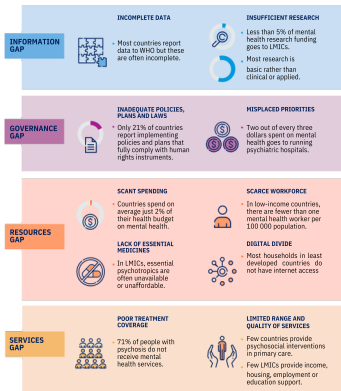 INFORMATION
GAP
INCOMPLETE DATA
• Most countries report
data to WHO but these
are often incomplete.
INSUFFICIENT RESEARCH
• Less than 5% of mental
health research funding
goes to LMICs.
• Most research is
basic rather than
clinical or applied.
GOVERNANCE
GAP
INADEQUATE POLICIES,
PLANS AND LAWS
• Only 21% of countries
report implementing
policies and plans that
fully comply with human
rights instruments.
MISPLACED PRIORITIES
• Two out of every three
dollars spent on mental
health goes to running
psychiatric hospitals.
RESOURCES
GAP
SCANT SPENDING
• Countries spend on
average just 2% of
their health budget
on mental health.
SCARCE WORKFORCE
• In low-income countries,
there are fewer than one
mental health worker per
100 000 population.
LACK OF ESSENTIAL
MEDICINES
• In LMICs, essential
psychotropics are
often unavailable
or unaffordable.
DIGITAL DIVIDE
• Most households in least
developed countries do
not have internet access
SERVICES
GAP
POOR TREATMENT
COVERAGE
• 71% of people with
psychosis do not
receive mental
health services.
LIMITED RANGE AND
QUALITY OF SERVICES
• Few countries provide
psychosocial interventions
in primary care.
• Few LMICs provide income,
housing, employment or
education support.